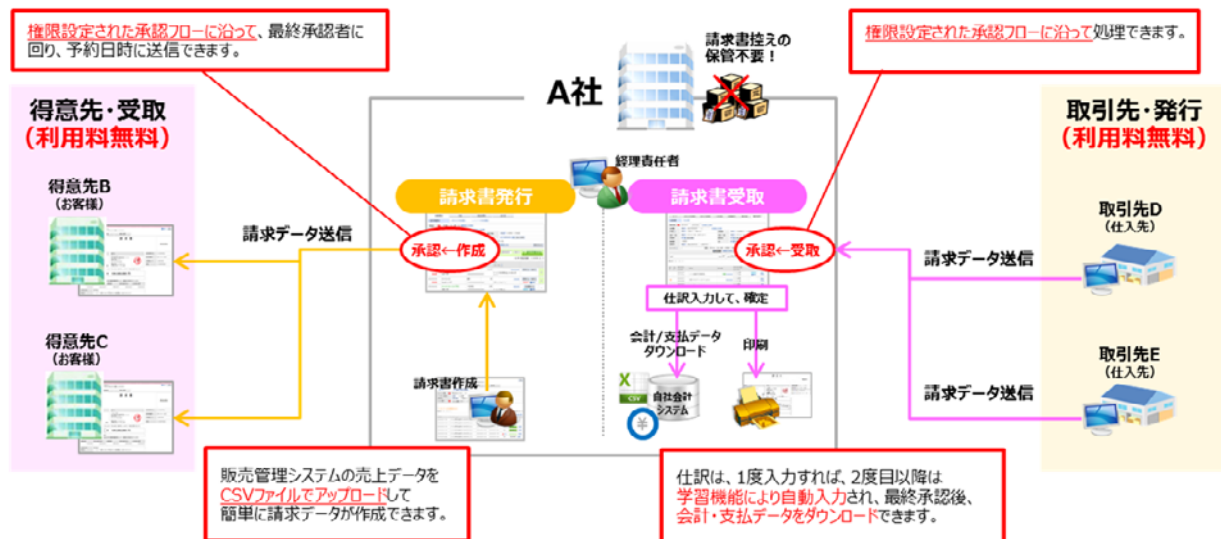 権限設定された承認フローに沿って、最終承認者に
回り、予約日時に送信できます。
請求書控えの
保管不要！
権限設定された承認フローに沿って処理できます。
A社
得意先・受取
(利用料無料)
取引先・発行
(利用料無料)
経理責任者
請求書発行
請求書受取
得意先B
(お客様)
請求データ送信
承認←作成
承認←受取
取引先D
(仕入先)
請求データ送信
仕訳入力して、確定
得意先C
(お客様)
会計/支払データ
ダウンロード
印刷
取引先E
(仕入先)
請求書作成
X
CSV
自社会計
システム
¥
請求データ送信
販売管理システムの売上データを
CSVファイルでアップロードして
簡単に請求データが作成できます。
仕訳は、1度入力すれば、2度目以降は
学習機能により自動入力され、最終承認後、
会計・支払データをダウンロードできます。